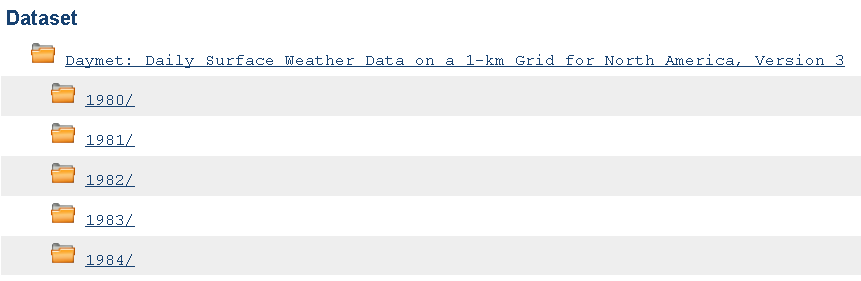 Dataset
Daymet: Daily Surface Weather Data on a 1-km Grid for North America, Version 3
1980/
1981/
1982/
1983/
1984/